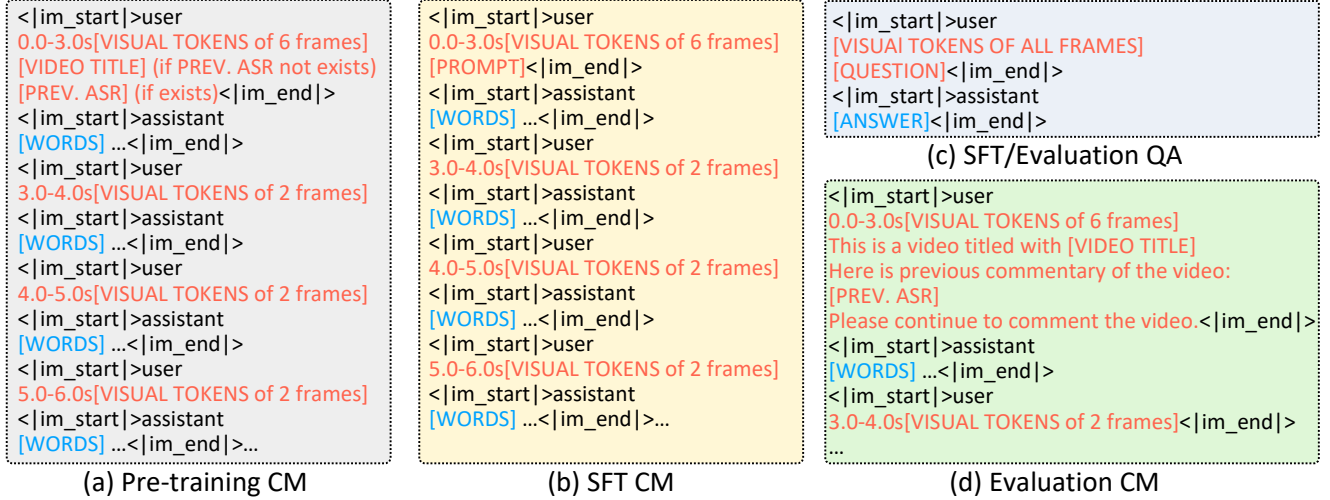 <|im_start|>user
0.0-3.0s[VISUAL TOKENS of 6 frames]
[VIDEO TITLE] (if PREV. ASR not exists)
[PREV. ASR] (if exists)<|im_end|>
<|im_start|>assistant
[WORDS] ...<|im_end|>
<|im_start|>user
3.0-4.0s[VISUAL TOKENS of 2 frames]
<|im_start|>assistant
[WORDS] ...<|im_end|>
<|im_start|>user
4.0-5.0s[VISUAL TOKENS of 2 frames]
<|im_start|>assistant
[WORDS] ...<|im_end|>
<|im_start|>user
5.0-6.0s[VISUAL TOKENS of 2 frames]
<|im_start|>assistant
[WORDS] ...<|im_end|>...
(a) Pre-training CM
<|im_start|>user
0.0-3.0s[VISUAL TOKENS of 6 frames]
[PROMPT]<|im_end|>
<|im_start|>assistant
[WORDS] ...<|im_end|>
<|im_start|>user
3.0-4.0s[VISUAL TOKENS of 2 frames]
<|im_start|>assistant
[WORDS] ...<|im_end|>
<|im_start|>user
4.0-5.0s[VISUAL TOKENS of 2 frames]
<|im_start|>assistant
[WORDS] ...<|im_end|>
<|im_start|>user
5.0-6.0s[VISUAL TOKENS of 2 frames]
<|im_start|>assistant
[WORDS] ...<|im_end|>...
(b) SFT CM
<|im_start|>user
[VISUAl TOKENS OF ALL FRAMES]
[QUESTION]<|im_end|>
<|im_start|>assistant
[ANSWER]<|im_end|>
(c) SFT/Evaluation QA
<|im_start|>user
0.0-3.0s[VISUAL TOKENS of 6 frames]
This is a video titled with [VIDEO TITLE]
Here is previous commentary of the video:
[PREV. ASR]
Please continue to comment the video.<|im_end|>
<|im_start|>assistant
[WORDS] ...<|im_end|>
<|im_start|>user
3.0-4.0s[VISUAL TOKENS of 2 frames]<|im_end|>
...
(d) Evaluation CM